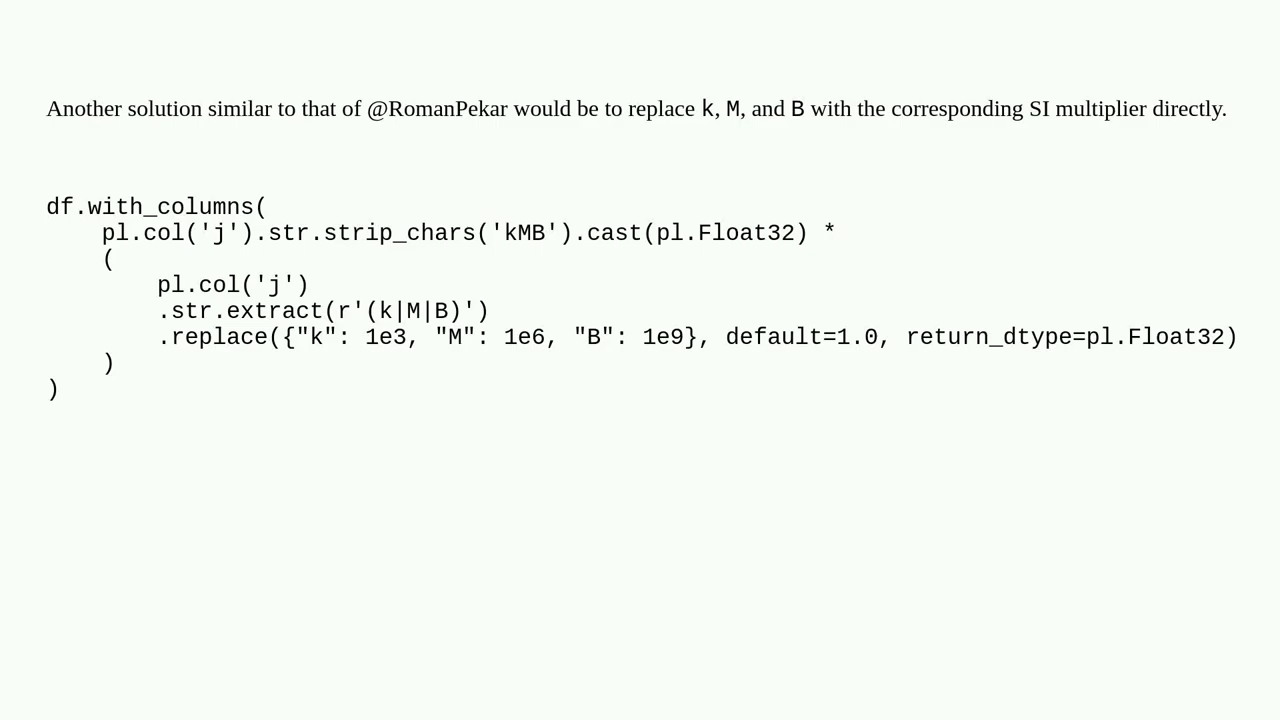 Another solution similar to that of @RomanPekar would be to replace k, M, and B with the corresponding SI multiplier directly.
df.with_columns(
    pl.col('j').str.strip_chars('kMB').cast(pl.Float32) *
    (
        pl.col('j')
        .str.extract(r'(k|M|B)')
        .replace({"k": 1e3, "M": 1e6, "B": 1e9}, default=1.0, return_dtype=pl.Float32)
    )
)